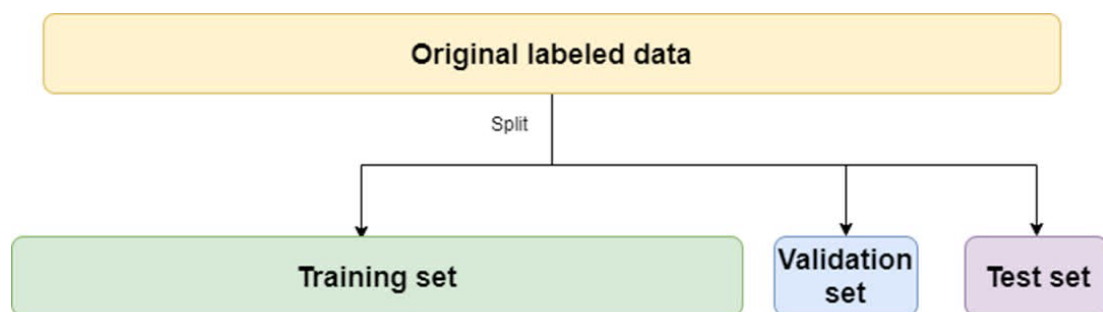 Original labeled data
Split
Training set
Validation
set
Test set